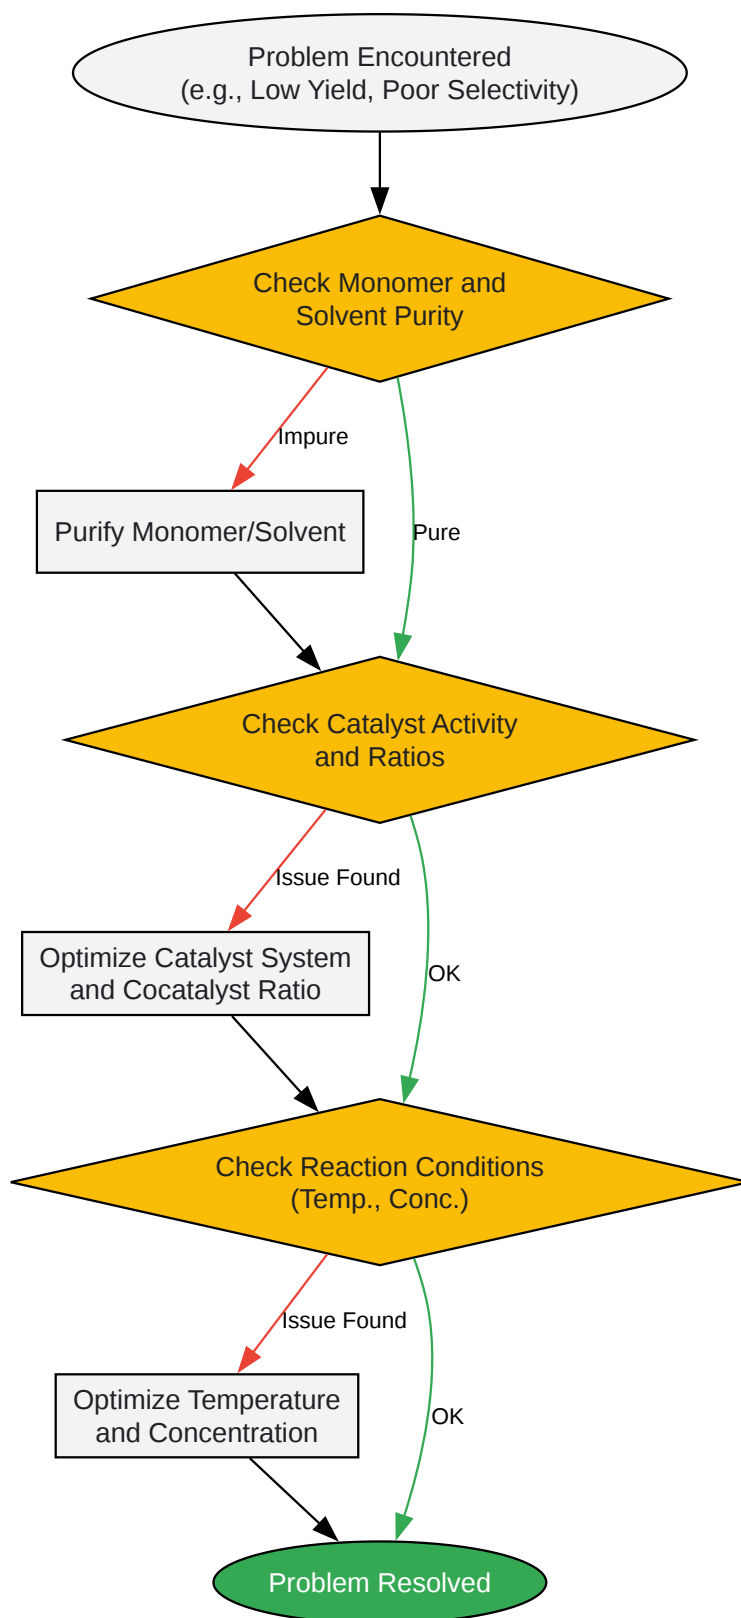 Problem Encountered
(e.g., Low Yield, Poor Selectivity)
Check Monomer and
Solvent Purity
Impure
Purify Monomer/Solvent
Pure
Check Catalyst Activity
and Ratios
Issue Found
Optimize Catalyst System
and Cocatalyst Ratio
OK
Check Reaction Conditions
(Temp., Conc.)
Issue Found
Optimize Temperature
and Concentration
OK
Problem Resolved